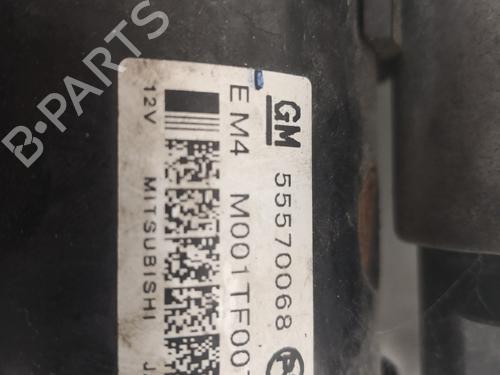 GM 55570068 P
EM4 M001TF00
12V MITSUBISHI J
B-PARTS